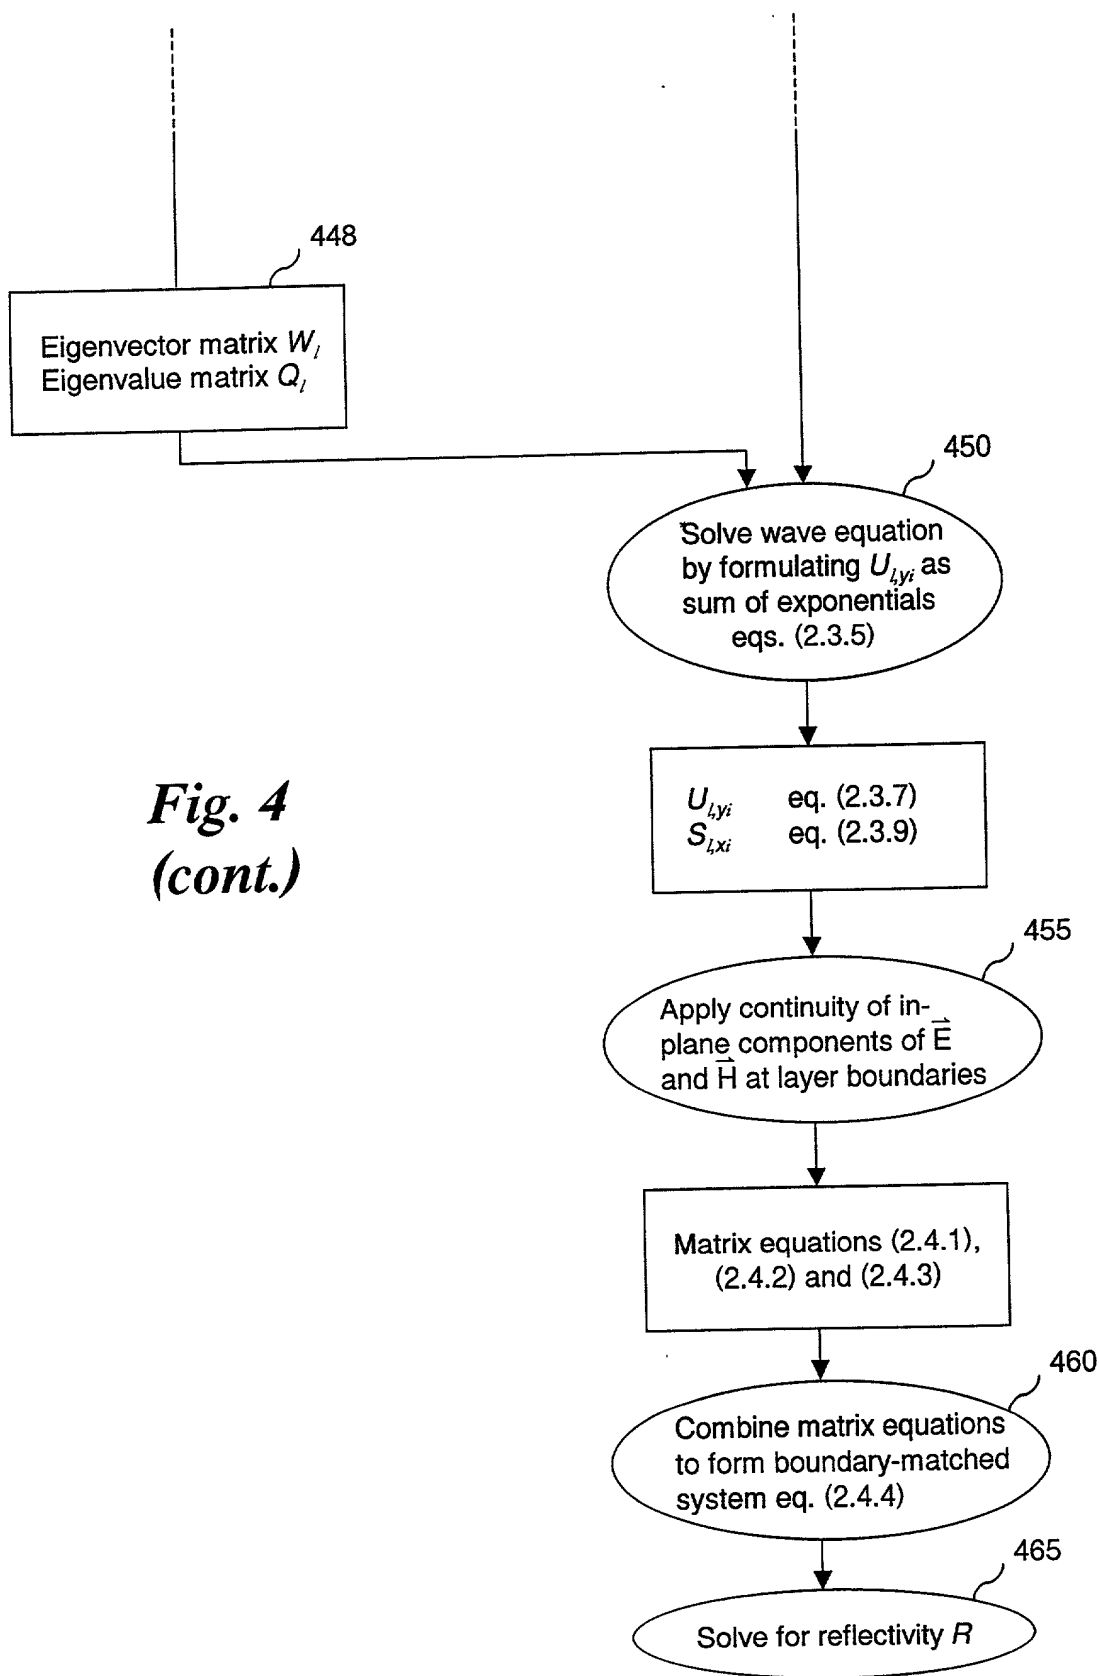 448
Eigenvector matrix W_l
Eigenvalue matrix Q_l
450
Solve wave equation
by formulating U_{l,yi} as
sum of exponentials
eqs. (2.3.5)
Fig. 4
(cont.)
U_{l,yi} eq. (2.3.7)
S_{l,xi} eq. (2.3.9)
455
Apply continuity of in-
plane components of E⃗
and H⃗ at layer boundaries
Matrix equations (2.4.1),
(2.4.2) and (2.4.3)
460
Combine matrix equations
to form boundary-matched
system eq. (2.4.4)
465
Solve for reflectivity R